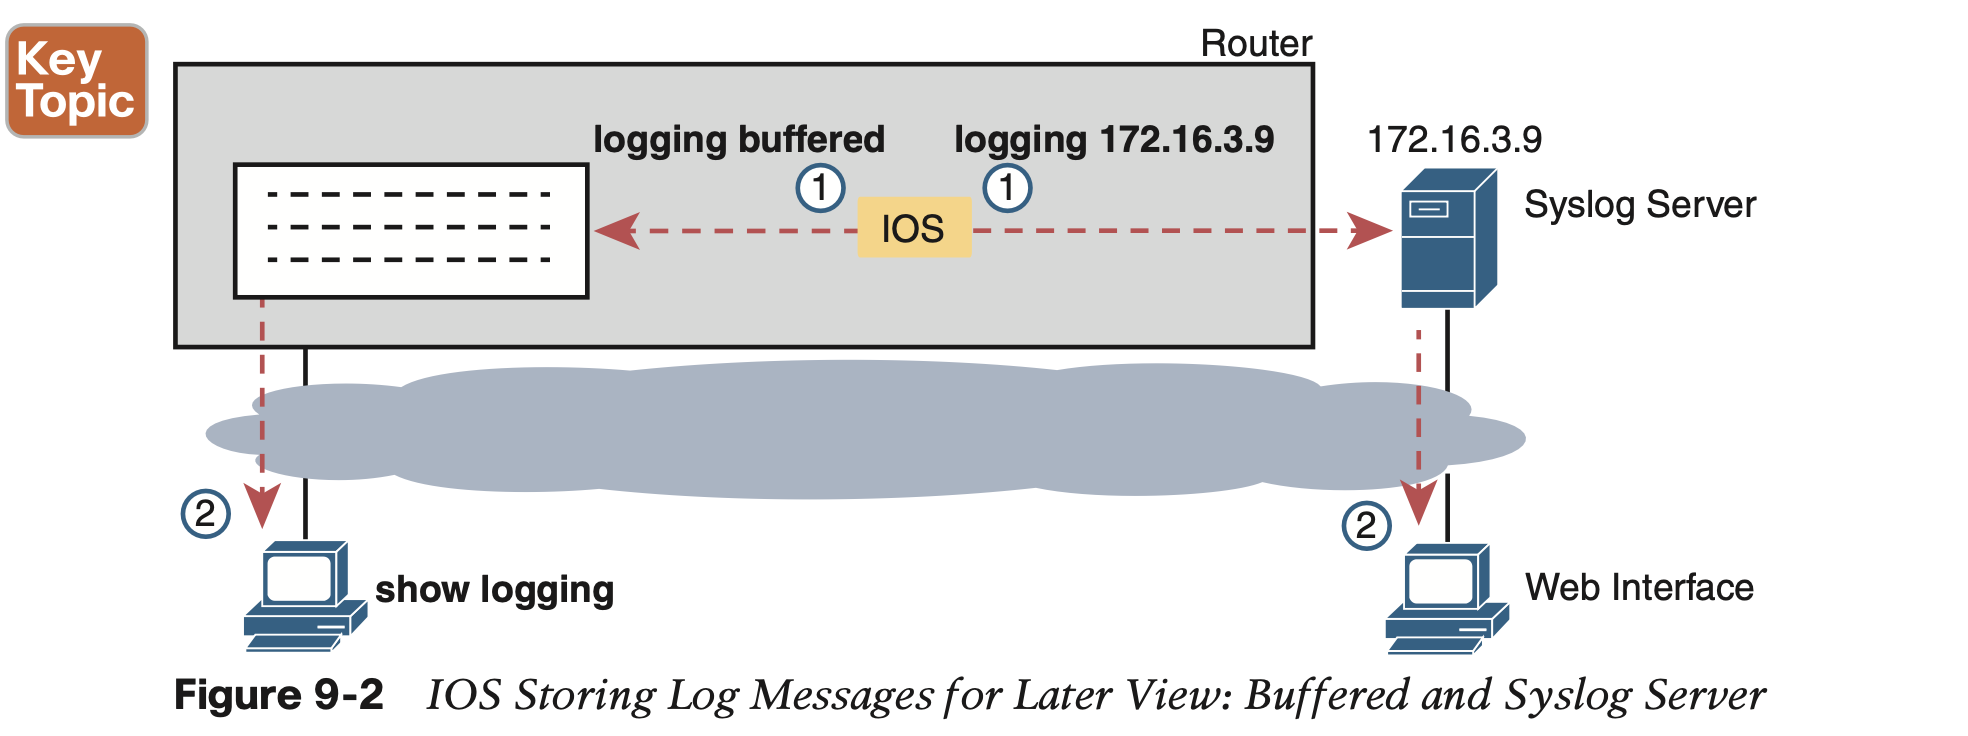 Key
Topic
Router
logging buffered
logging 172.16.3.9
172.16.3.9
1
1
IOS
Syslog Server
2
2
show logging
Web Interface
Figure 9-2 IOS Storing Log Messages for Later View: Buffered and Syslog Server